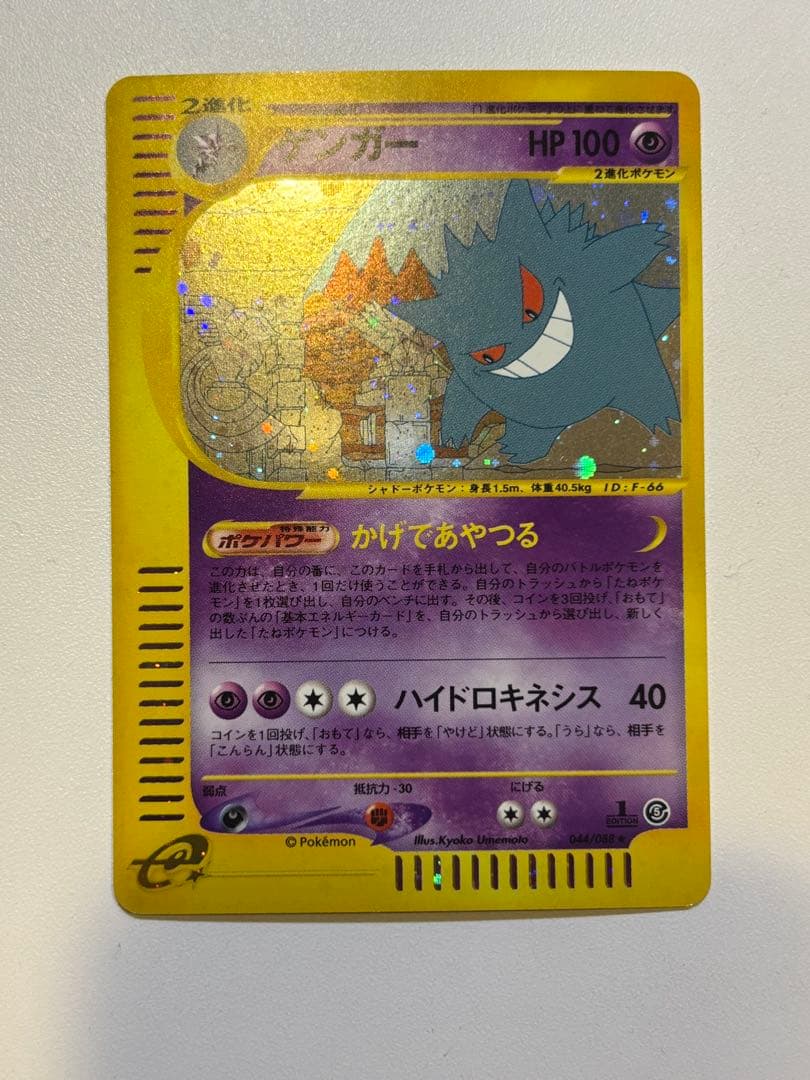 2進化
ゲンガー
HP 100
2進化ポケモン
シャドーポケモン:身長1.5m、体重40.5kg ID:F-66
特殊能力
ポケパワー
かげであやつる
この力は、自分の番に、このカードを手札から出して、自分のバトルポケモンを
進化させたとき、1回だけ使うことができる。自分のトラッシュから「たねポケ
モン」を1枚選び出し、自分のベンチに出す。その後、コインを3回投げ、「おもて」
の数ぶんの「基本エネルギーカード」を、自分のトラッシュから選び出し、新しく
出した「たねポケモン」につける。
ハイドロキネシス 40
コインを1回投げ、「おもて」なら、相手を「やけど」状態にする。「うら」なら、相手を
「こんらん」状態にする。
弱点
抵抗力 -30
にげる
1
EDITION
5
© Pokémon
Illus.Kyoko Umemoto
044/088 ★
e